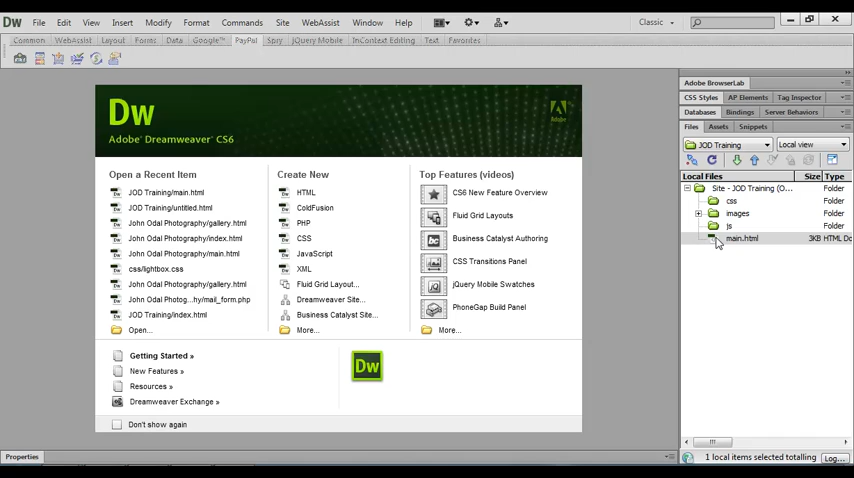 Dw File Edit View Insert Modify Format Commands Site WebAssist Window Help Classic
Common WebAssist Layout Forms Data Google™ PayPal Spry jQuery Mobile InContext Editing Text Favorites
Dw
Adobe® Dreamweaver CS6
Adobe
Open a Recent Item
JOD Training/main.html
JOD Training/untitled.html
John Odal Photography/gallery.html
John Odal Photography/index.html
John Odal Photography/main.html
css/lightbox.css
John Odal Photography/gallery.html
John Odal Photog...hy/mail_form.php
JOD Training/index.html
Open...
Create New
HTML
ColdFusion
PHP
CSS
JavaScript
XML
Fluid Grid Layout...
Dreamweaver Site...
Business Catalyst Site...
More...
Top Features (videos)
CS6 New Feature Overview
Fluid Grid Layouts
Business Catalyst Authoring
CSS Transitions Panel
jQuery Mobile Swatches
PhoneGap Build Panel
More...
Getting Started »
New Features »
Resources »
Dreamweaver Exchange »
Dw
Don't show again
Properties
Adobe BrowserLab
CSS Styles AP Elements Tag Inspector
Databases Bindings Server Behaviors
Files Assets Snippets
JOD Training Local view
Local Files Size Type
Site - JOD Training (O... Folder
css Folder
images Folder
js Folder
main.html 3KB HTML Do
1 local items selected totalling Log...